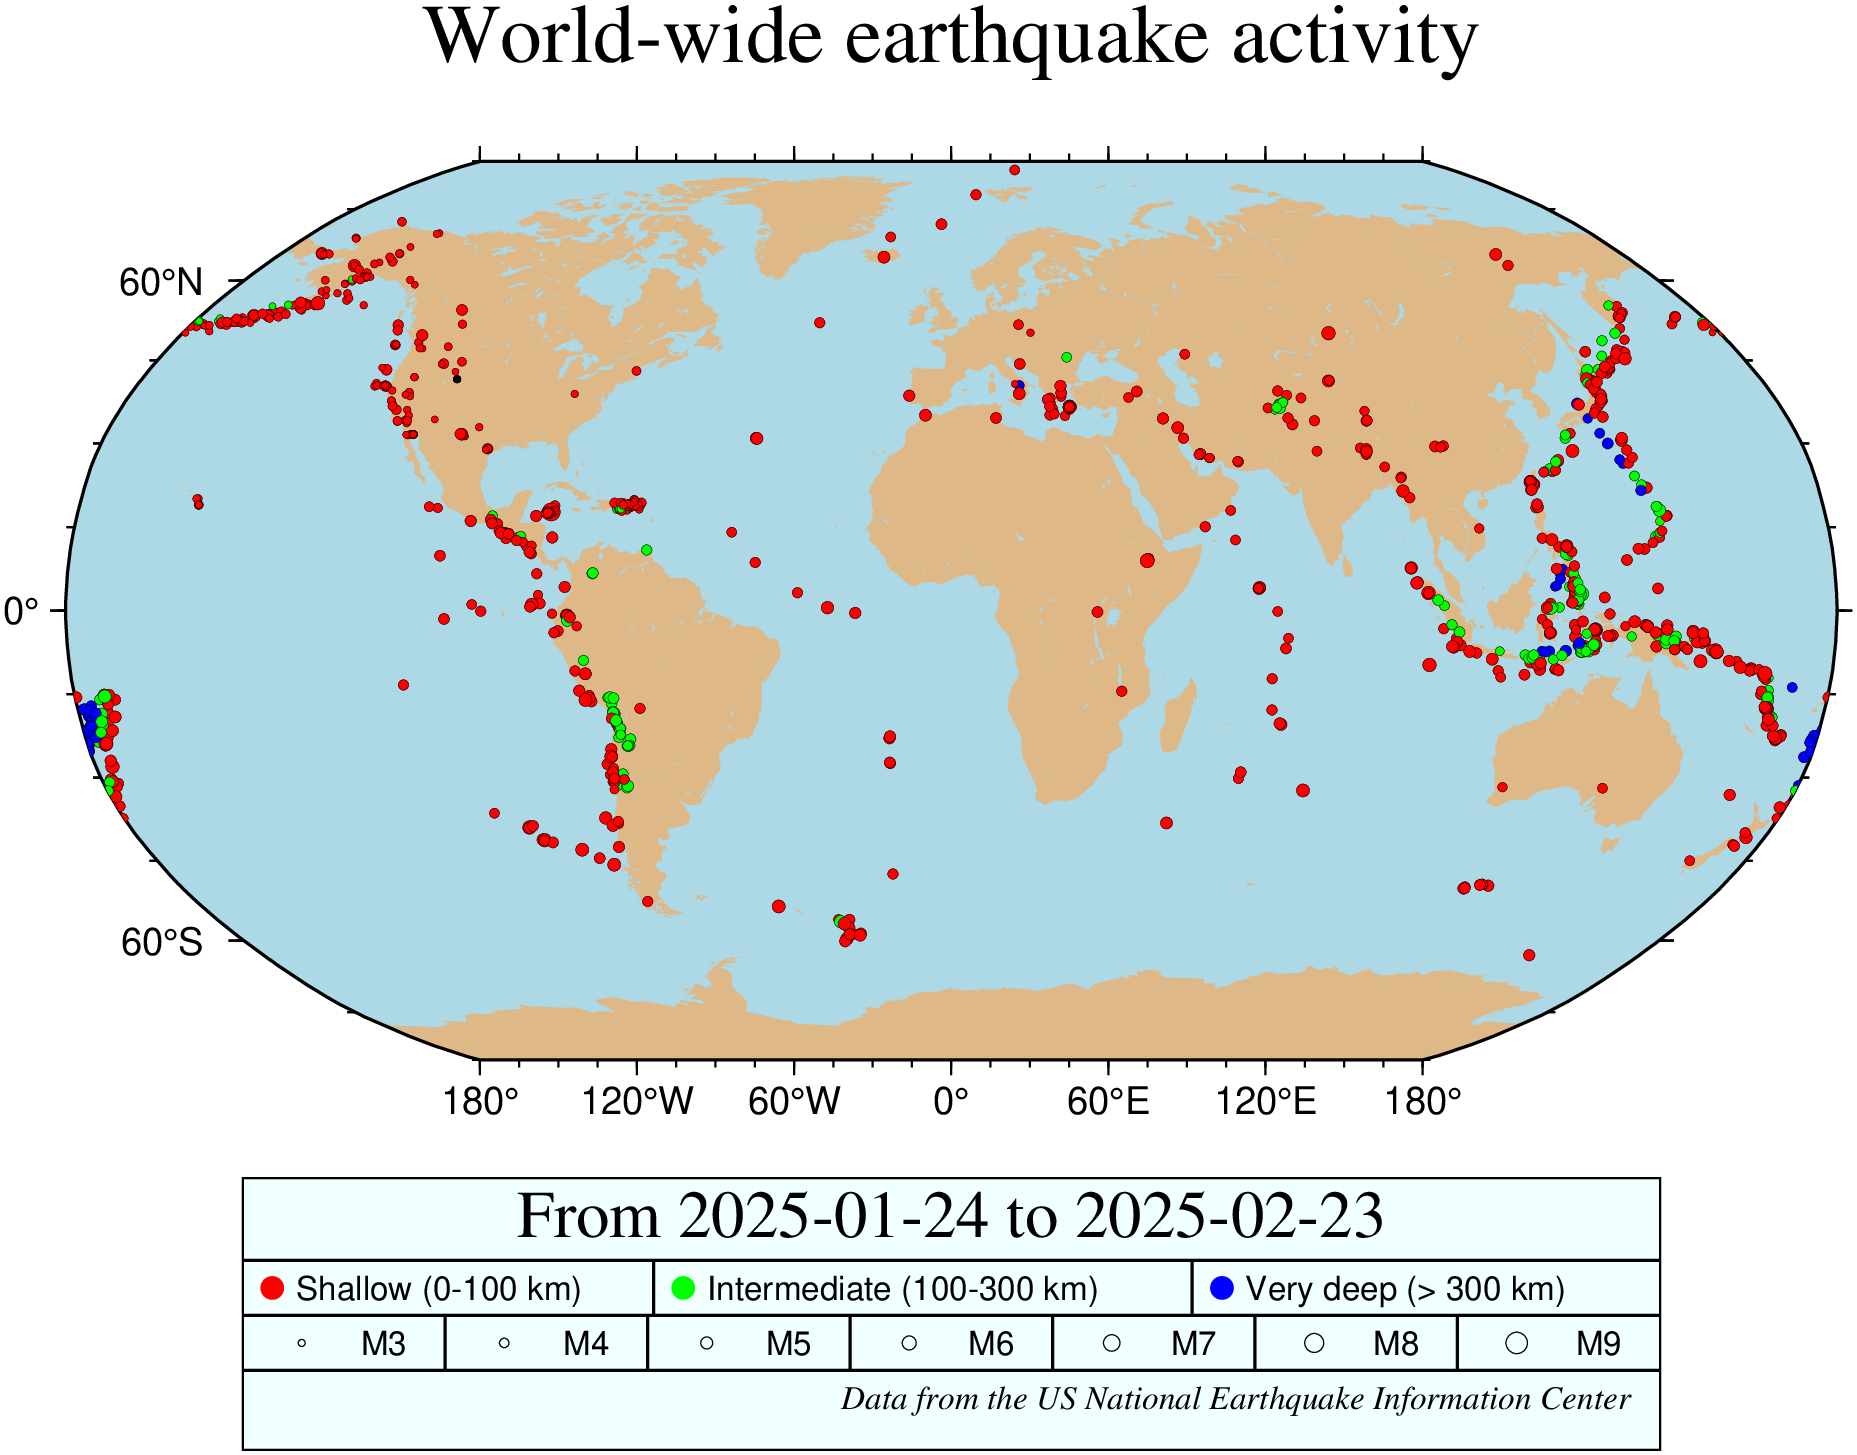 World-wide earthquake activity
60°N
0°
60°S
180° 120°W 60°W 0° 60°E 120°E 180°
From 2025-01-24 to 2025-02-23
Shallow (0-100 km) Intermediate (100-300 km) Very deep (> 300 km)
M3 M4 M5 M6 M7 M8 M9
Data from the US National Earthquake Information Center